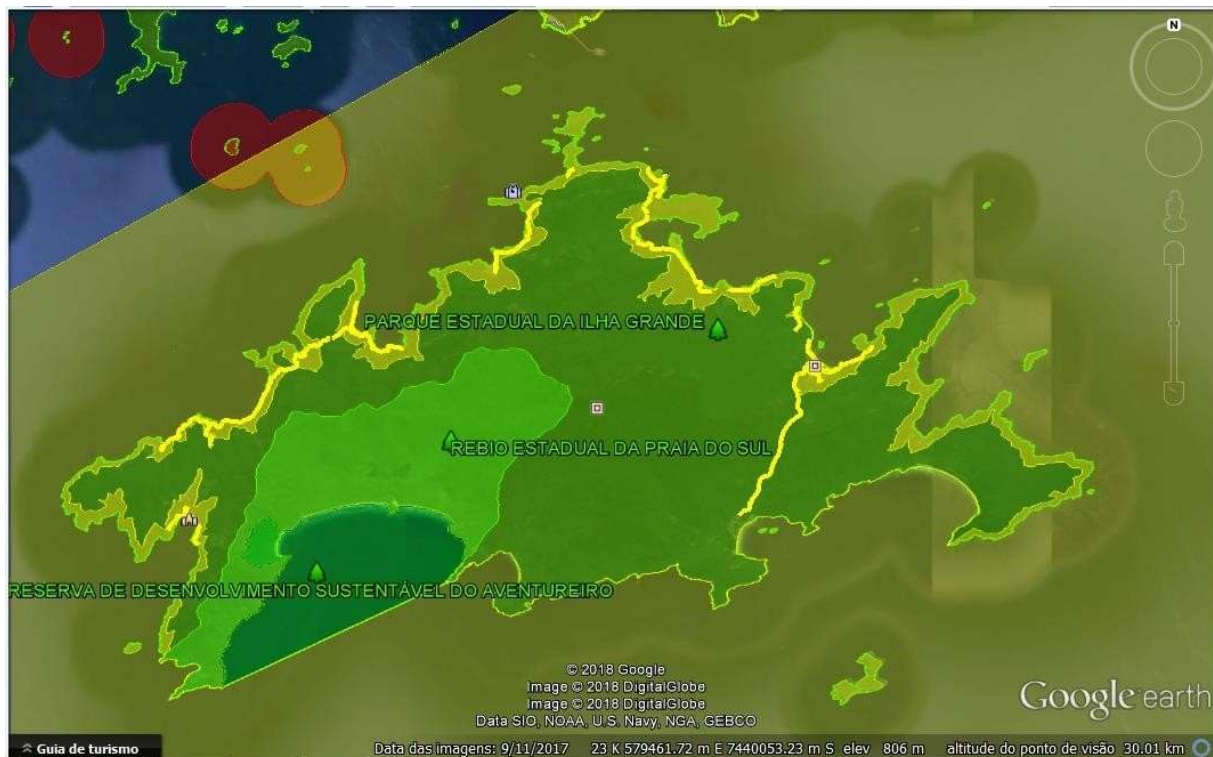 N
PARQUE ESTADUAL DA ILHA GRANDE
REBIO ESTADUAL DA PRAIA DO SUL
RESERVA DE DESENVOLVIMENTO SUSTENTÁVEL DO AVENTUREIRO
© 2018 Google
Image © 2018 DigitalGlobe
Image © 2018 DigitalGlobe
Data SIO, NOAA, U.S. Navy, NGA, GEBCO
Google earth
Guia de turismo
Data das imagens: 9/11/2017 23 K 579461.72 m E 7440053.23 m S elev 806 m altitude do ponto de visão 30.01 km